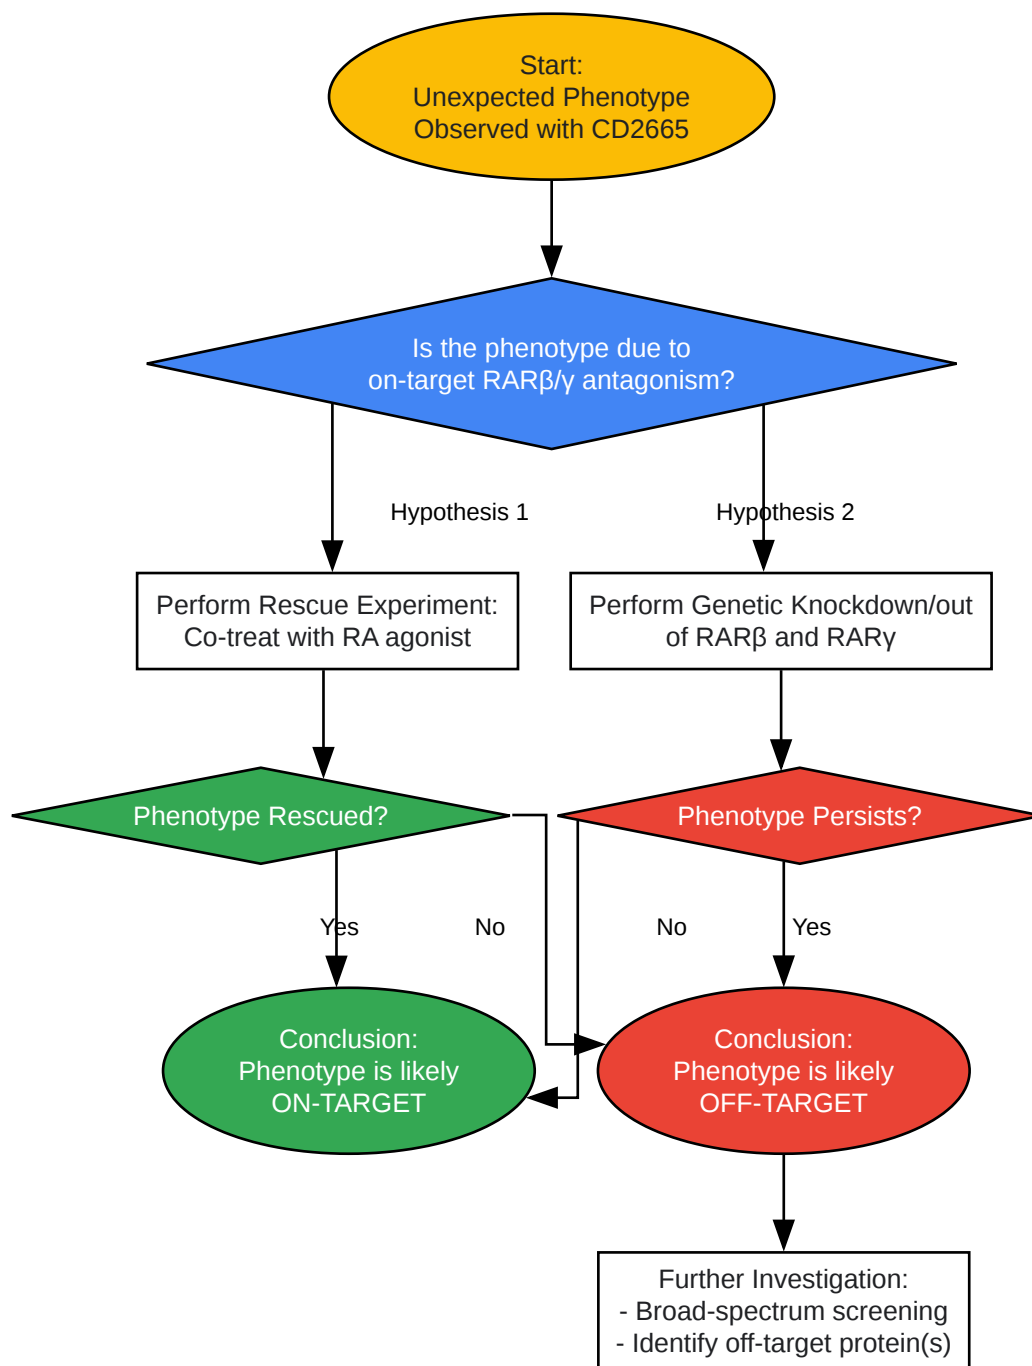 Start:
Unexpected Phenotype
Observed with CD2665
Is the phenotype due to
on-target RARβ/γ antagonism?
Hypothesis 1
Hypothesis 2
Perform Rescue Experiment:
Co-treat with RA agonist
Perform Genetic Knockdown/out
of RARβ and RARγ
Phenotype Rescued?
Phenotype Persists?
Yes
No
No
Yes
Conclusion:
Phenotype is likely
ON-TARGET
Conclusion:
Phenotype is likely
OFF-TARGET
Further Investigation:
- Broad-spectrum screening
- Identify off-target protein(s)